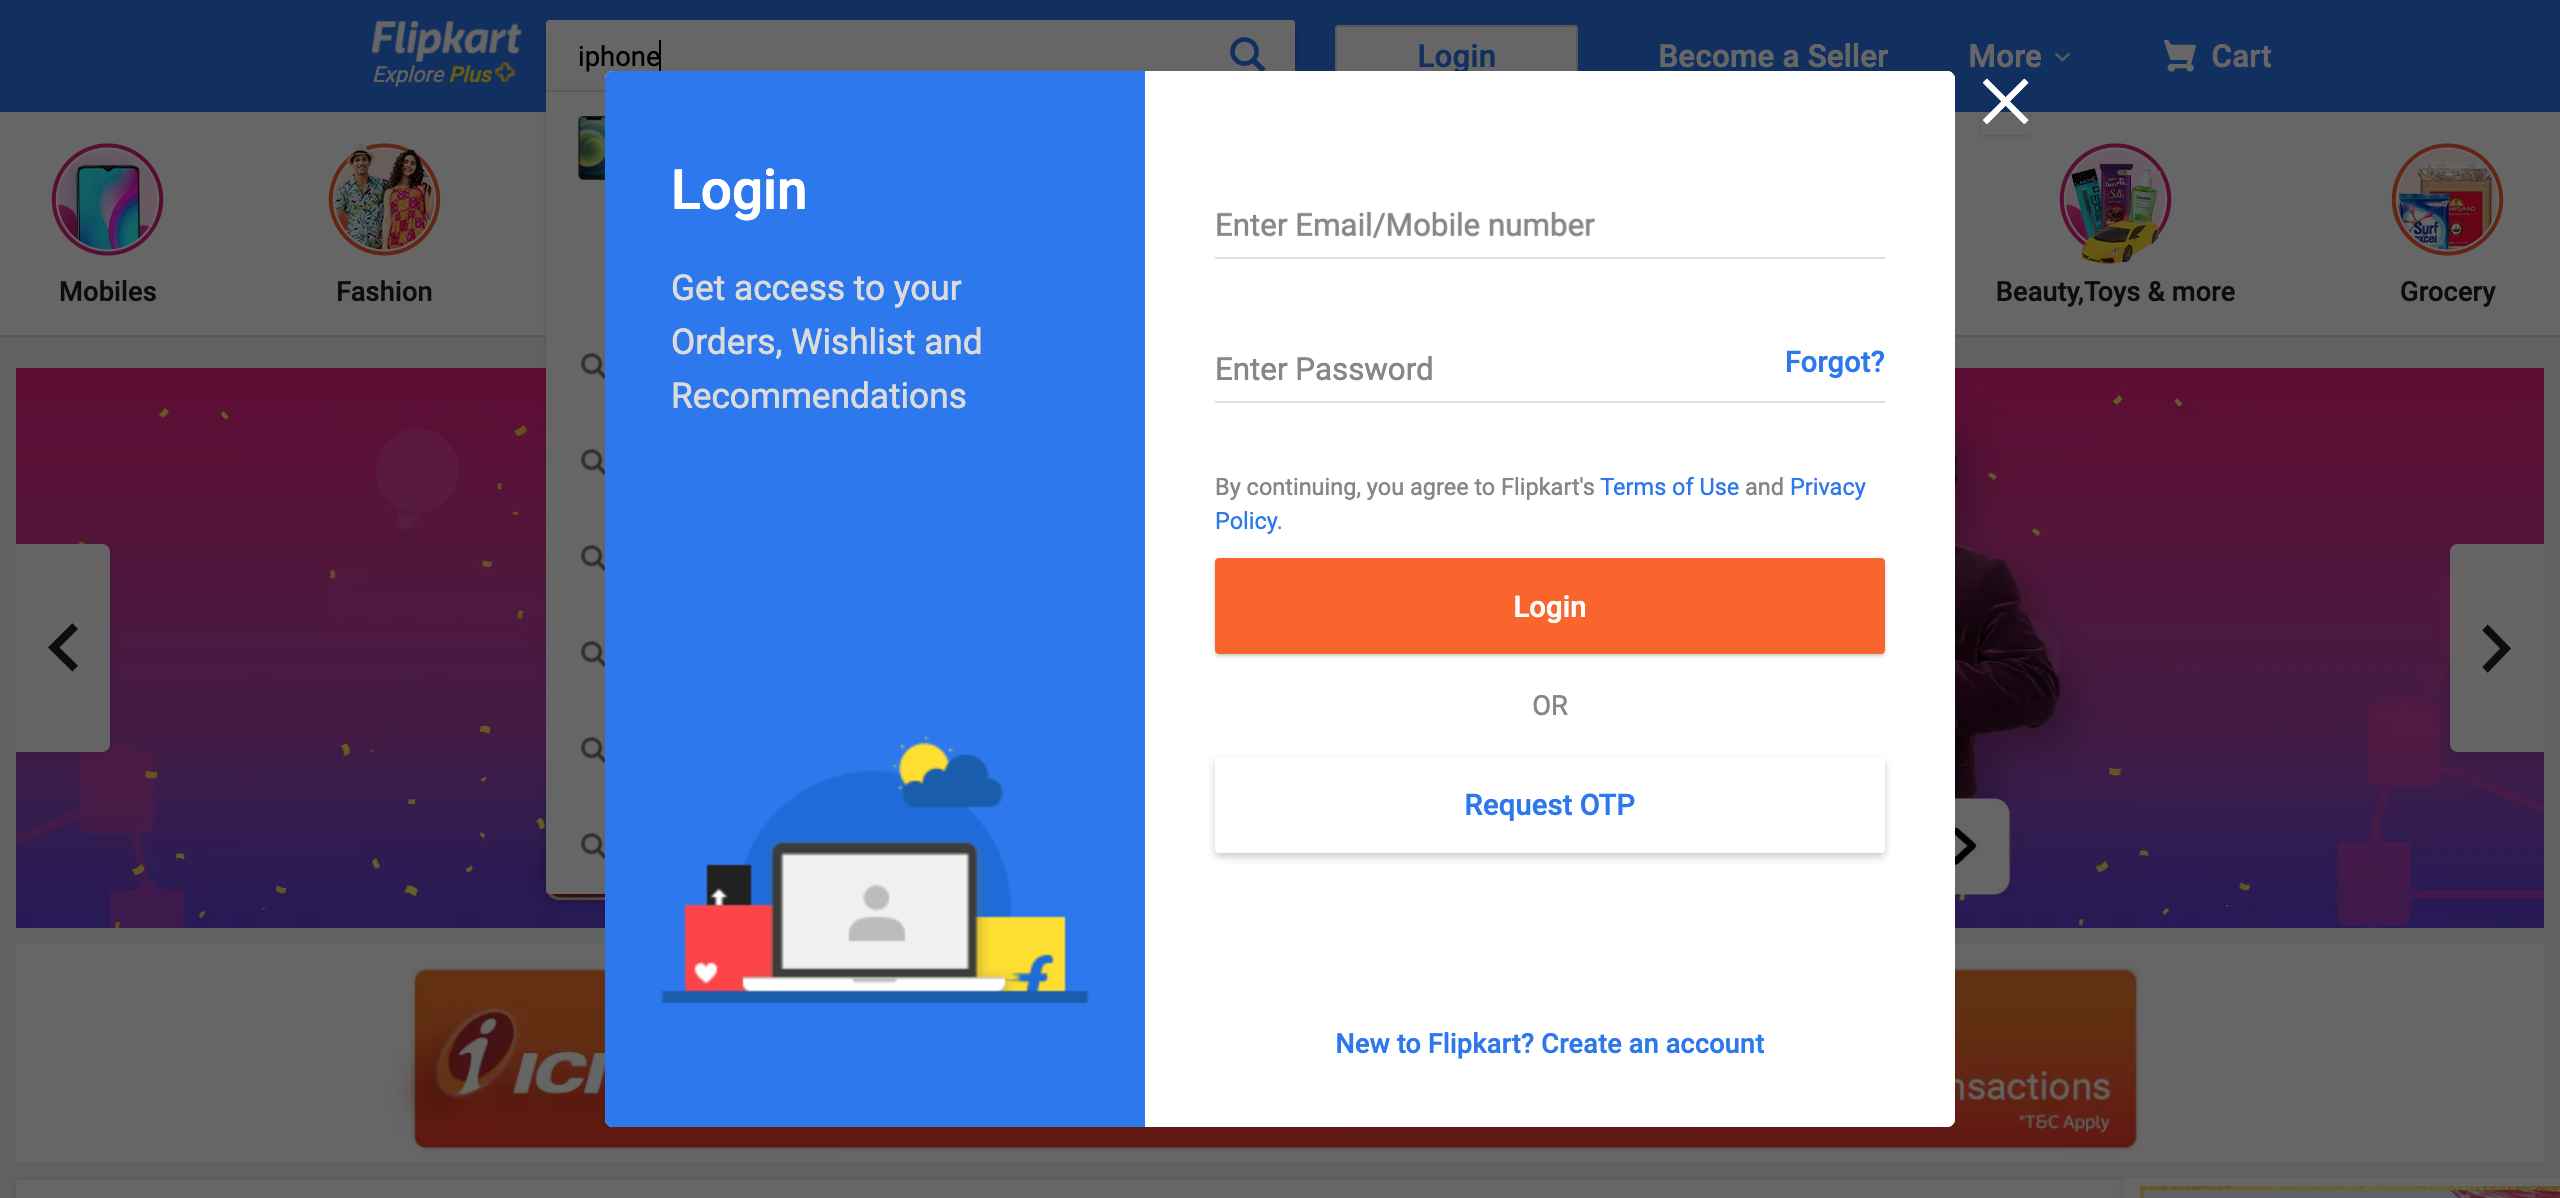 Flipkart
Explore Plus
iphone
Login
Become a Seller
More
Cart
Mobiles
Fashion
Beauty,Toys & more
Grocery
Login
Get access to your
Orders, Wishlist and
Recommendations
Enter Email/Mobile number
Enter Password
Forgot?
By continuing, you agree to Flipkart's Terms of Use and Privacy
Policy.
Login
OR
Request OTP
New to Flipkart? Create an account
*T&C Apply